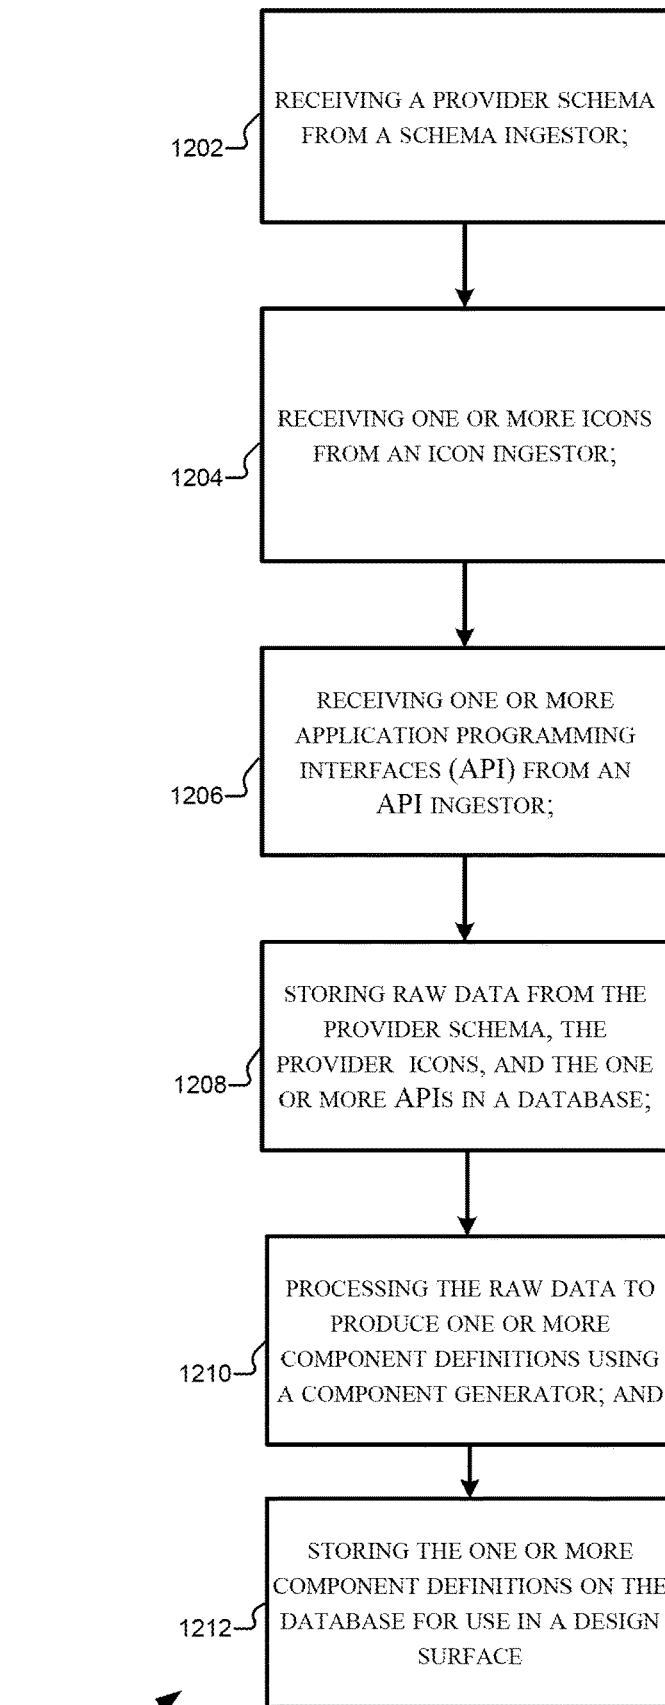 RECEIVING A PROVIDER SCHEMA
FROM A SCHEMA INGESTOR;
1202
RECEIVING ONE OR MORE ICONS
FROM AN ICON INGESTOR;
1204
RECEIVING ONE OR MORE
APPLICATION PROGRAMMING
INTERFACES (API) FROM AN
API INGESTOR;
1206
STORING RAW DATA FROM THE
PROVIDER SCHEMA, THE
PROVIDER ICONS, AND THE ONE
OR MORE APIS IN A DATABASE;
1208
PROCESSING THE RAW DATA TO
PRODUCE ONE OR MORE
COMPONENT DEFINITIONS USING
A COMPONENT GENERATOR; AND
1210
STORING THE ONE OR MORE
COMPONENT DEFINITIONS ON THE
DATABASE FOR USE IN A DESIGN
SURFACE
1212